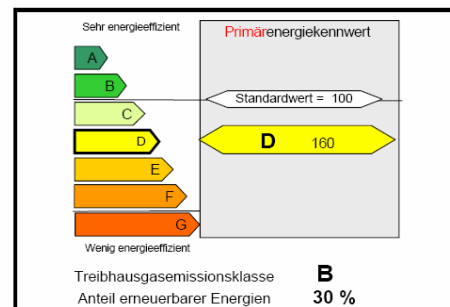 Sehr energieeffizient
Primärenergiekennwert
A
B
Standardwert = 100
C
D
D 160
E
F
G
Wenig energieeffizient
Treibhausgasemissionsklasse B
Anteil erneuerbarer Energien 30 %